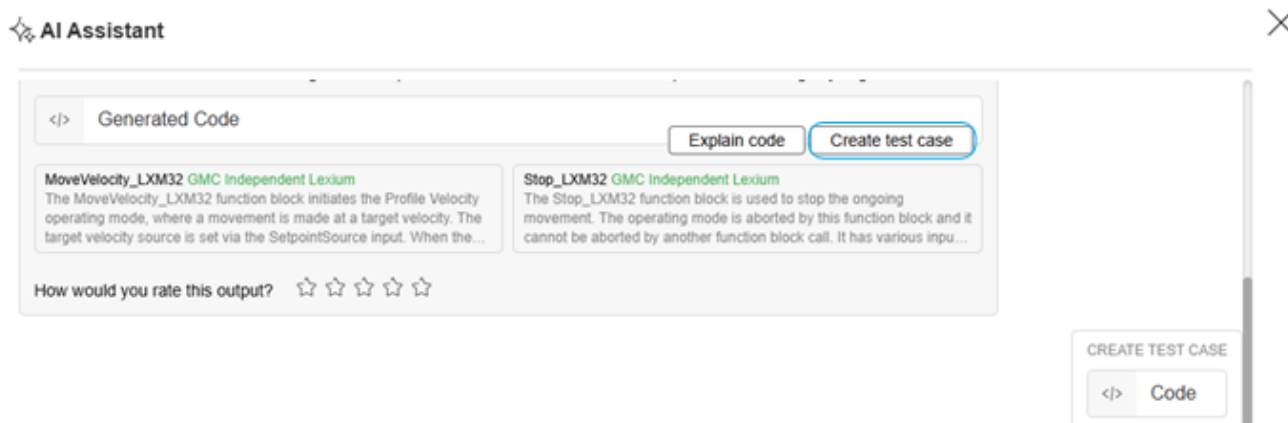 AI Assistant
</> Generated Code
Explain code
Create test case
MoveVelocity_LXM32 GMC Independent Lexium
The MoveVelocity_LXM32 function block initiates the Profile Velocity
operating mode, where a movement is made at a target velocity. The
target velocity source is set via the SetpointSource input. When the...
Stop_LXM32 GMC Independent Lexium
The Stop_LXM32 function block is used to stop the ongoing
movement. The operating mode is aborted by this function block and it
cannot be aborted by another function block call. It has various inpu...
How would you rate this output?
CREATE TEST CASE
</> Code